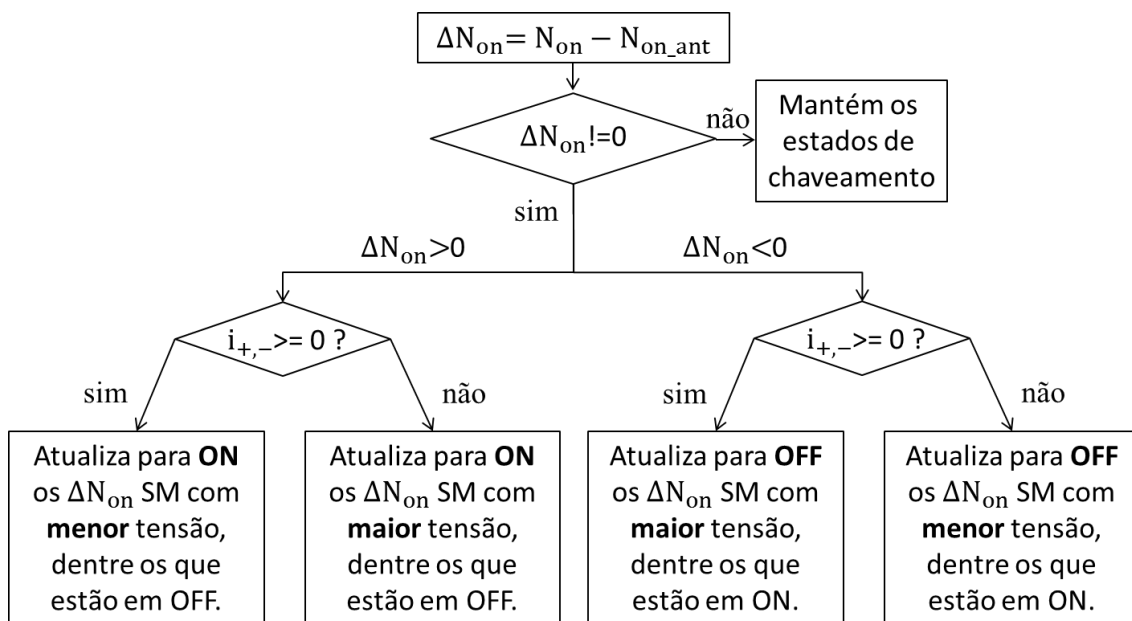 ΔN_on = N_on − N_on_ant
ΔN_on!=0
não
Mantém os
estados de
chaveamento
sim
ΔN_on>0
ΔN_on<0
i_+,−>= 0 ?
i_+,−>= 0 ?
sim
não
sim
não
Atualiza para ON
os ΔN_on SM com
menor tensão,
dentre os que
estão em OFF.
Atualiza para ON
os ΔN_on SM com
maior tensão,
dentre os que
estão em OFF.
Atualiza para OFF
os ΔN_on SM com
maior tensão,
dentre os que
estão em ON.
Atualiza para OFF
os ΔN_on SM com
menor tensão,
dentre os que
estão em ON.